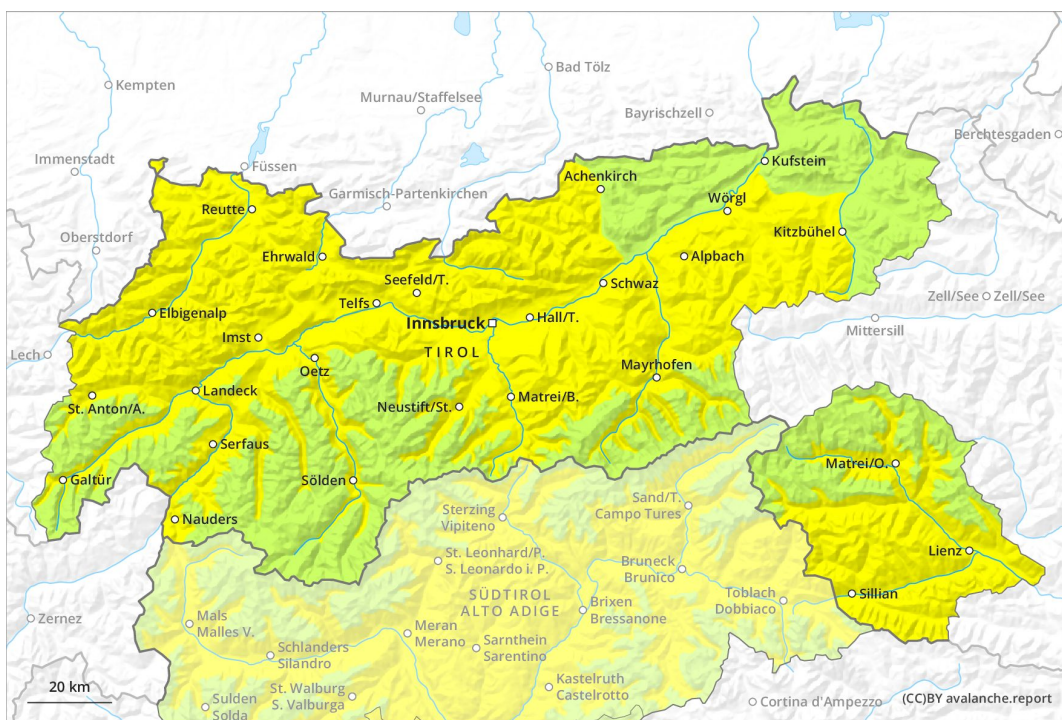 Kempten
Bad Tölz
Murnau/Staffelsee
Bayrischzell
Berchtesgaden
Immenstadt
Füssen
Kufstein
Achenkirch
Garmisch-Partenkirchen
Wörgl
Reutte
Oberstdorf
Kitzbühel
Ehrwald
Alpbach
Seefeld/T.
Schwaz
Zell/See
Zell/See
Telfs
Elbigenalp
Hall/T.
Innsbruck
Mittersill
Imst
Lech
TIROL
Oetz
Mayrhofen
Landeck
St. Anton/A.
Neustift/St.
Matrei/B.
Serfaus
Matrei/O.
Galtür
Sölden
Sand/T.
Campo Tures
Sterzing
Vipiteno
Nauders
Lienz
St. Leonhard/P.
S. Leonardo i. P.
Bruneck
Brunico
Toblach
Dobbiaco
Sillian
SÜDTIROL
ALTO ADIGE
Brixen
Bressanone
Zernez
Mals
Malles V.
Meran
Merano
Sarnthein
Sarentino
Schlanders
Silandro
Kastelruth
Castelrotto
St. Walburg
S. Valburga
Sulden
Solda
Cortina d'Ampezzo
20 km
(CC)BY avalanche.report